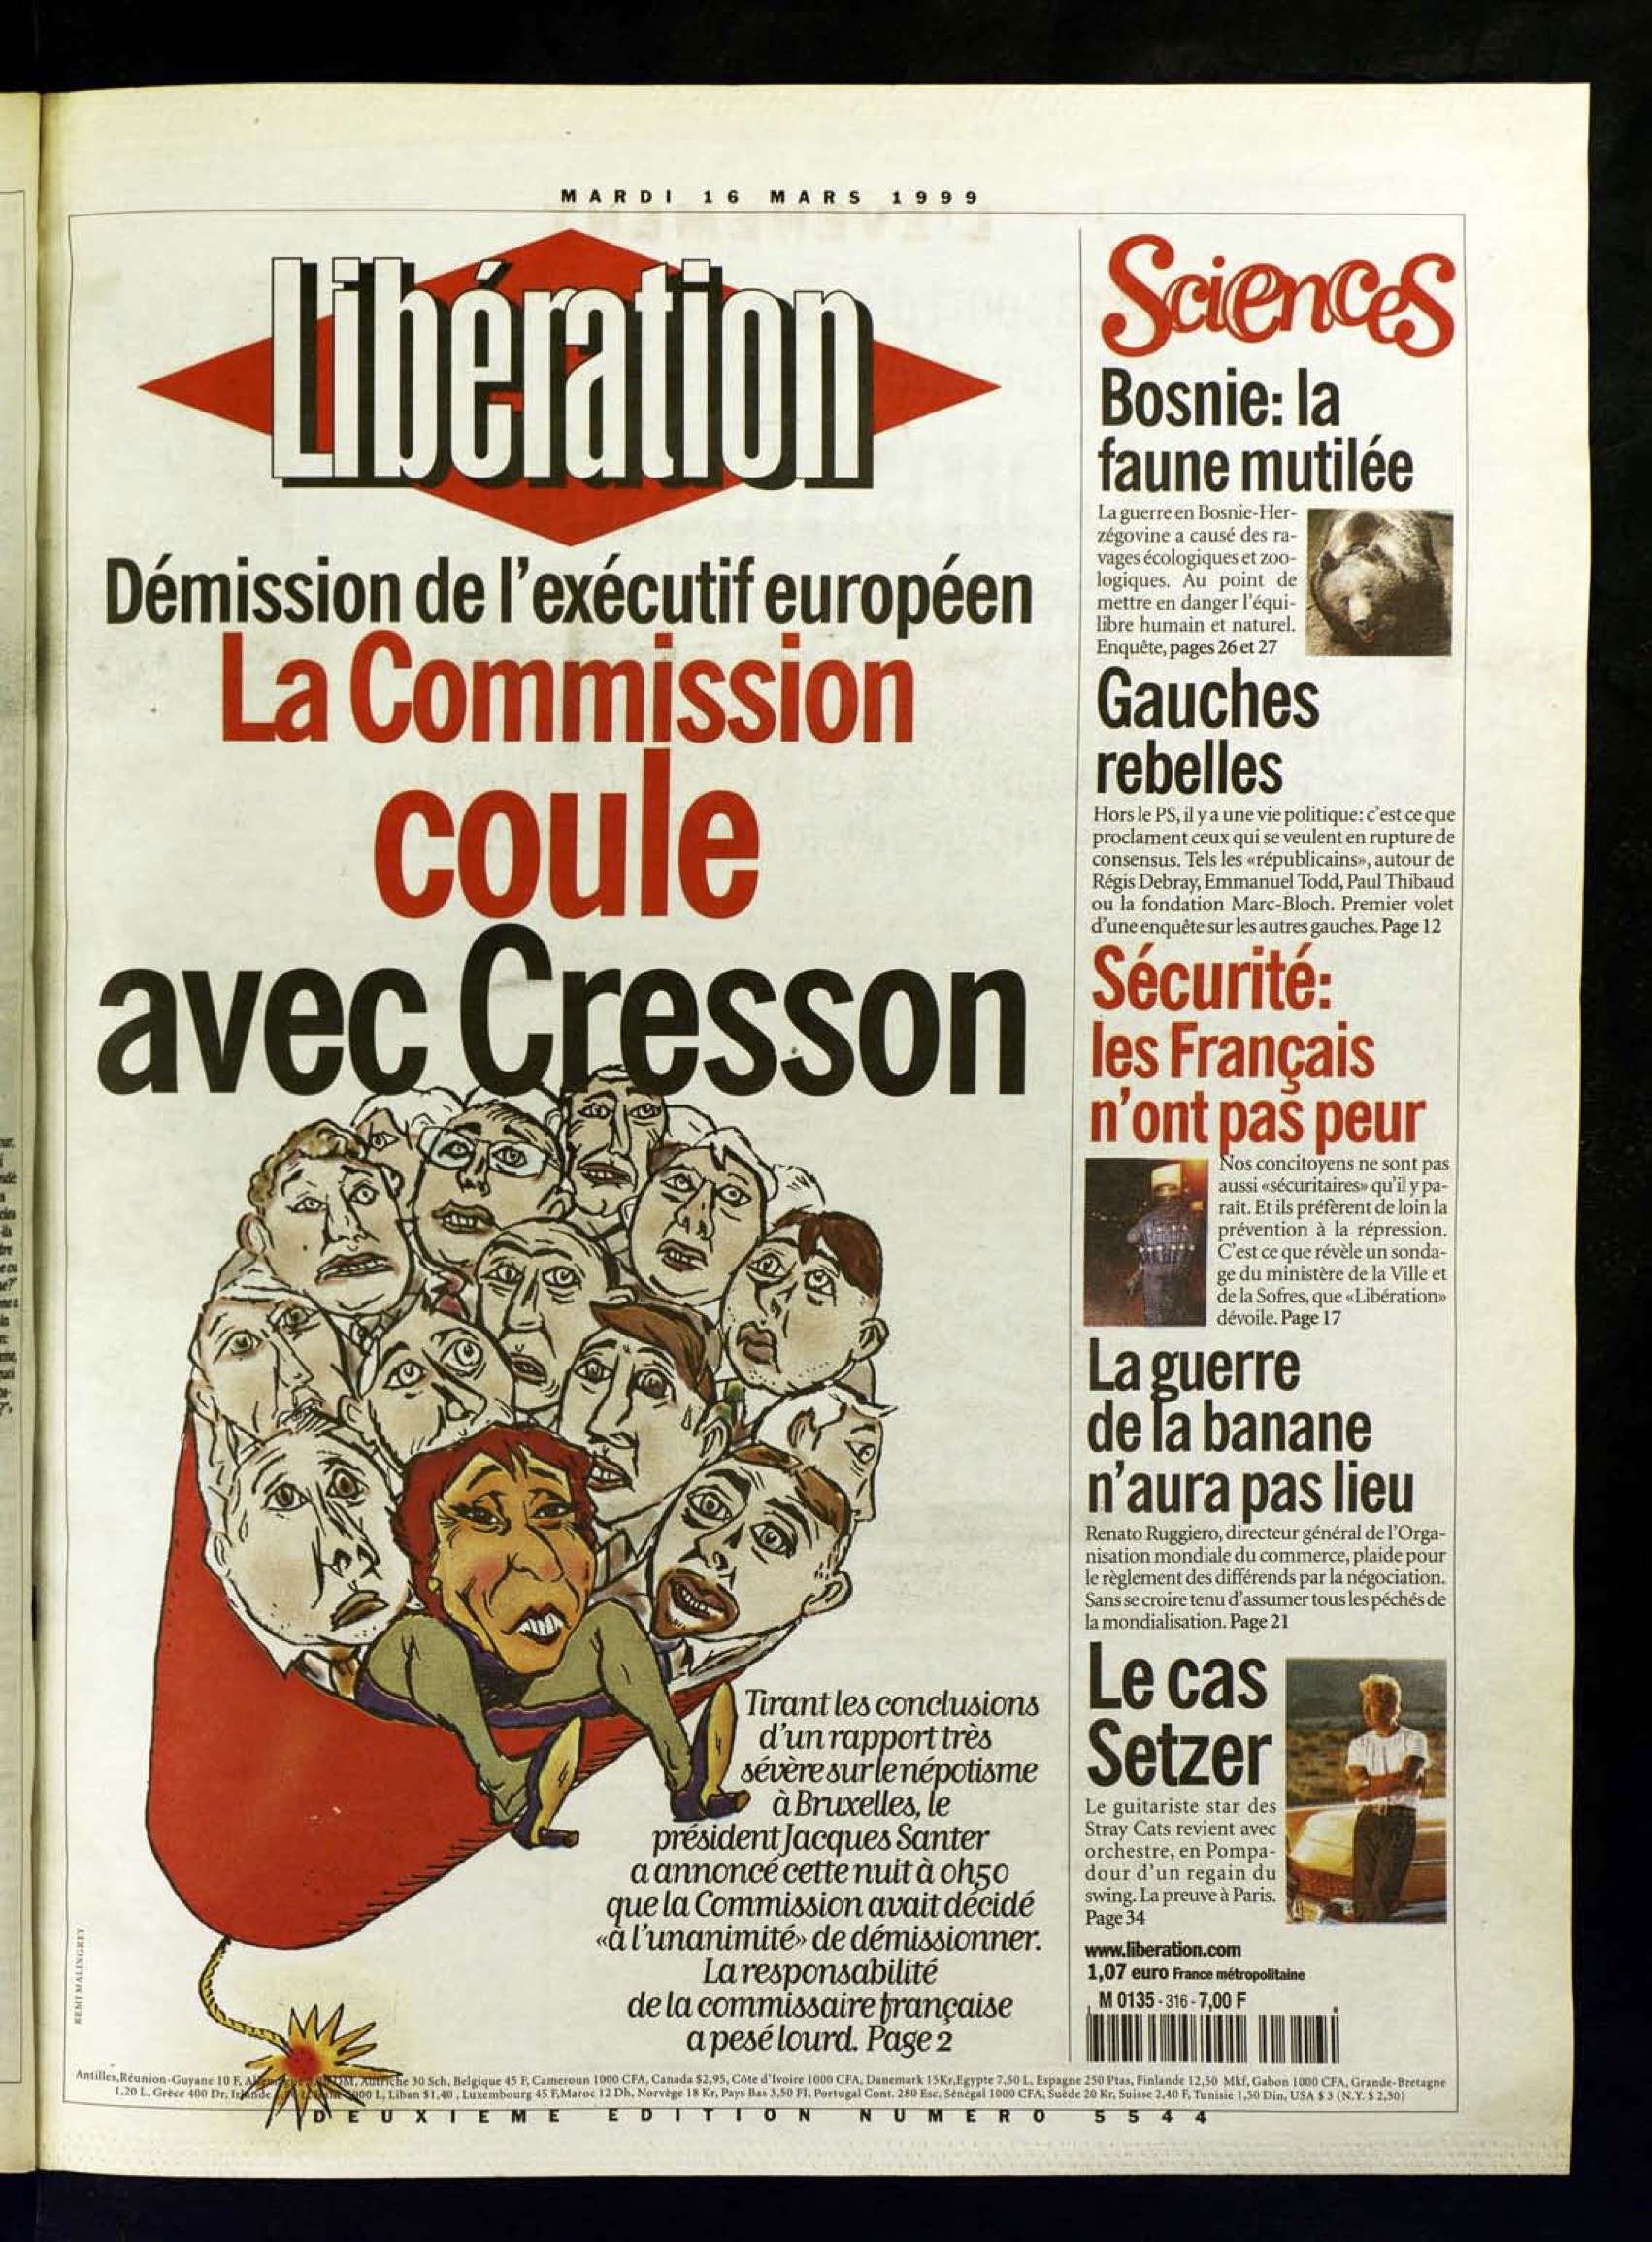 MARDI 16 MARS 1999
Libération
Démission de l'exécutif européen
La Commission
coule
avec Cresson
Tirant les conclusions
d'un rapport très
sévère sur le népotisme
à Bruxelles, le
président Jacques Santer
a annoncé cette nuit à 0h50
que la Commission avait décidé
«à l'unanimité» de démissionner.
La responsabilité
de la commissaire française
a pesé lourd. Page 2
REMI MALINGREY
Sciences
Bosnie: la
faune mutilée
La guerre en Bosnie-Her-
zégovine a causé des ra-
vages écologiques et zoo-
logiques. Au point de
mettre en danger l'équi-
libre humain et naturel.
Enquête, pages 26 et 27
Gauches
rebelles
Hors le PS, il y a une vie politique: c'est ce que
proclament ceux qui se veulent en rupture de
consensus. Tels les «républicains», autour de
Régis Debray, Emmanuel Todd, Paul Thibaud
ou la fondation Marc-Bloch. Premier volet
d'une enquête sur les autres gauches. Page 12
Sécurité:
les Français
n'ont pas peur
Nos concitoyens ne sont pas
aussi «sécuritaires» qu'il y pa-
raît. Et ils préfèrent de loin la
prévention à la répression.
C'est ce que révèle un sonda-
ge du ministère de la Ville et
de la Sofres, que «Libération»
dévoile. Page 17
La guerre
de la banane
n'aura pas lieu
Renato Ruggiero, directeur général de l'Orga-
nisation mondiale du commerce, plaide pour
le règlement des différends par la négociation.
Sans se croire tenu d'assumer tous les péchés de
la mondialisation. Page 21
Le cas
Setzer
Le guitariste star des
Stray Cats revient avec
orchestre, en Pompa-
dour d'un regain du
swing. La preuve à Paris.
Page 34
www.liberation.com
1,07 euro France métropolitaine
M 0135 - 316 - 7,00 F
Antilles, Réunion-Guyane 10 F, Autriche 30 Sch, Belgique 45 F, Cameroun 1000 CFA, Canada $2,95, Côte d'Ivoire 1000 CFA, Danemark 15Kr, Egypte 7,50 L, Espagne 250 Ptas, Finlande 12,50 Mkf, Gabon 1000 CFA, Grande-Bretagne
1,20 L, Grèce 400 Dr, Irlande 000 L, Liban $1,40, Luxembourg 45 F, Maroc 12 Dh, Norvège 18 Kr, Pays Bas 3,50 Fl, Portugal Cont. 280 Esc, Sénégal 1000 CFA, Suède 20 Kr, Suisse 2,40 F, Tunisie 1,50 Din, USA $ 3 (N.Y. $ 2,50)
DEUXIEME EDITION NUMERO 5544